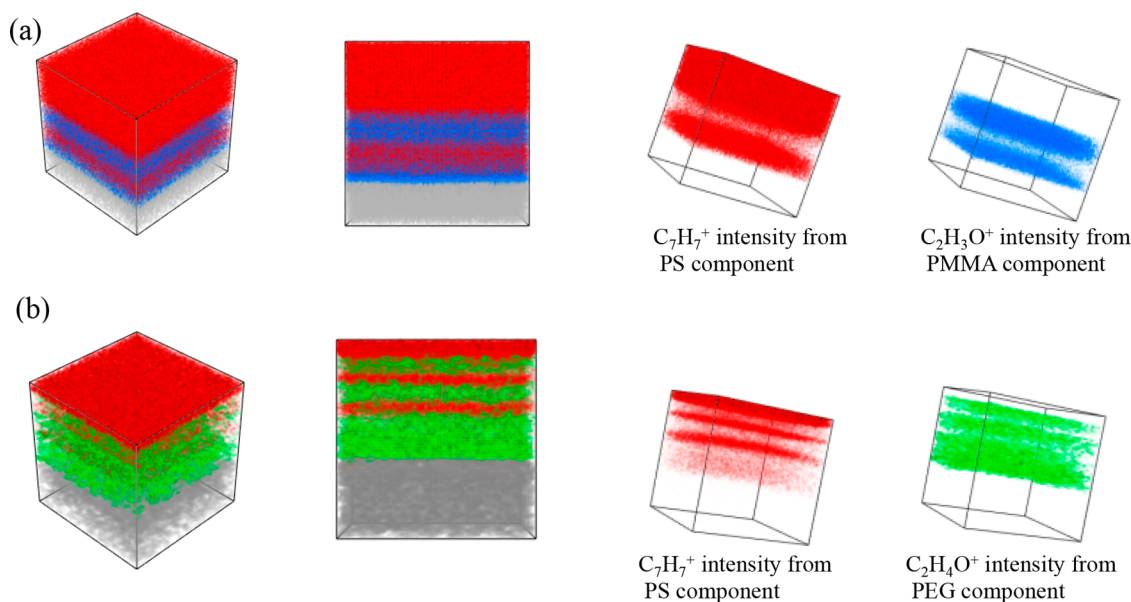 (a)
C₇H₇⁺ intensity from
PS component
C₂H₃O⁺ intensity from
PMMA component
(b)
C₇H₇⁺ intensity from
PS component
C₂H₄O⁺ intensity from
PEG component